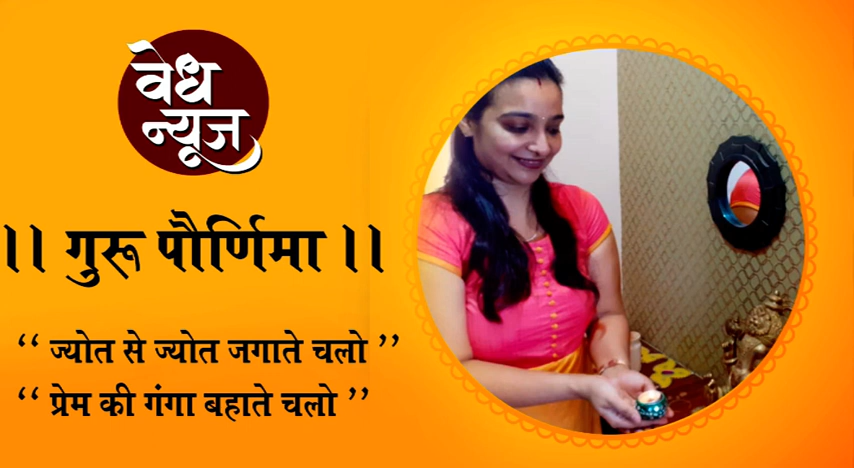 वेध
न्यूज
।। गुरू पौर्णिमा ।।
“ ज्योत से ज्योत जगाते चलो ”
“ प्रेम की गंगा बहाते चलो ”